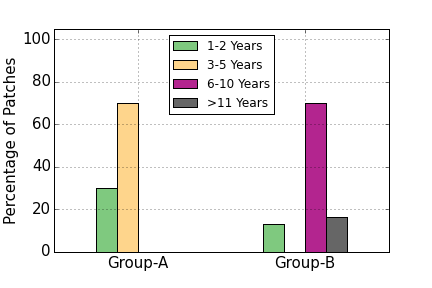 Percentage of Patches
100
80
60
40
20
0
1-2 Years
3-5 Years
6-10 Years
>11 Years
Group-A
Group-B